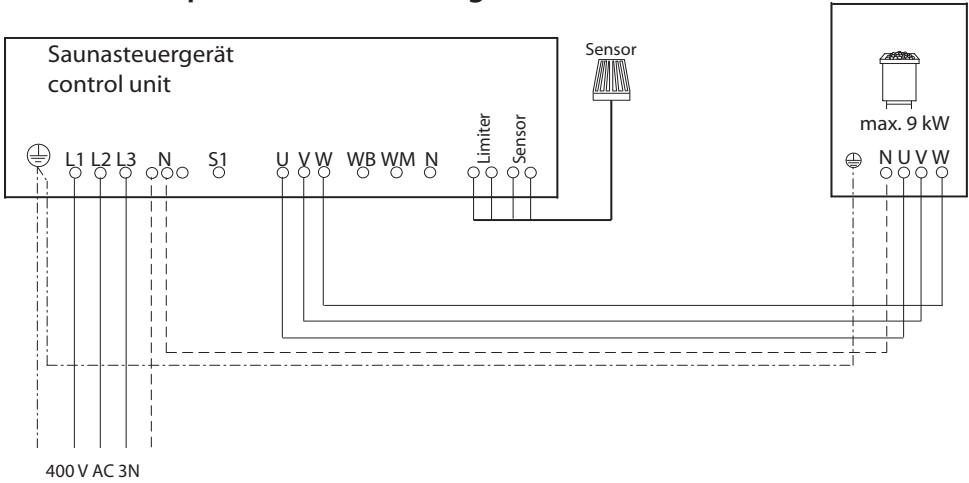 Saunasteuergerät
control unit
Sensor
max. 9 kW
L1 L2 L3 N S1 U V W WB WM N Limiter Sensor
N U V W
400 V AC 3N